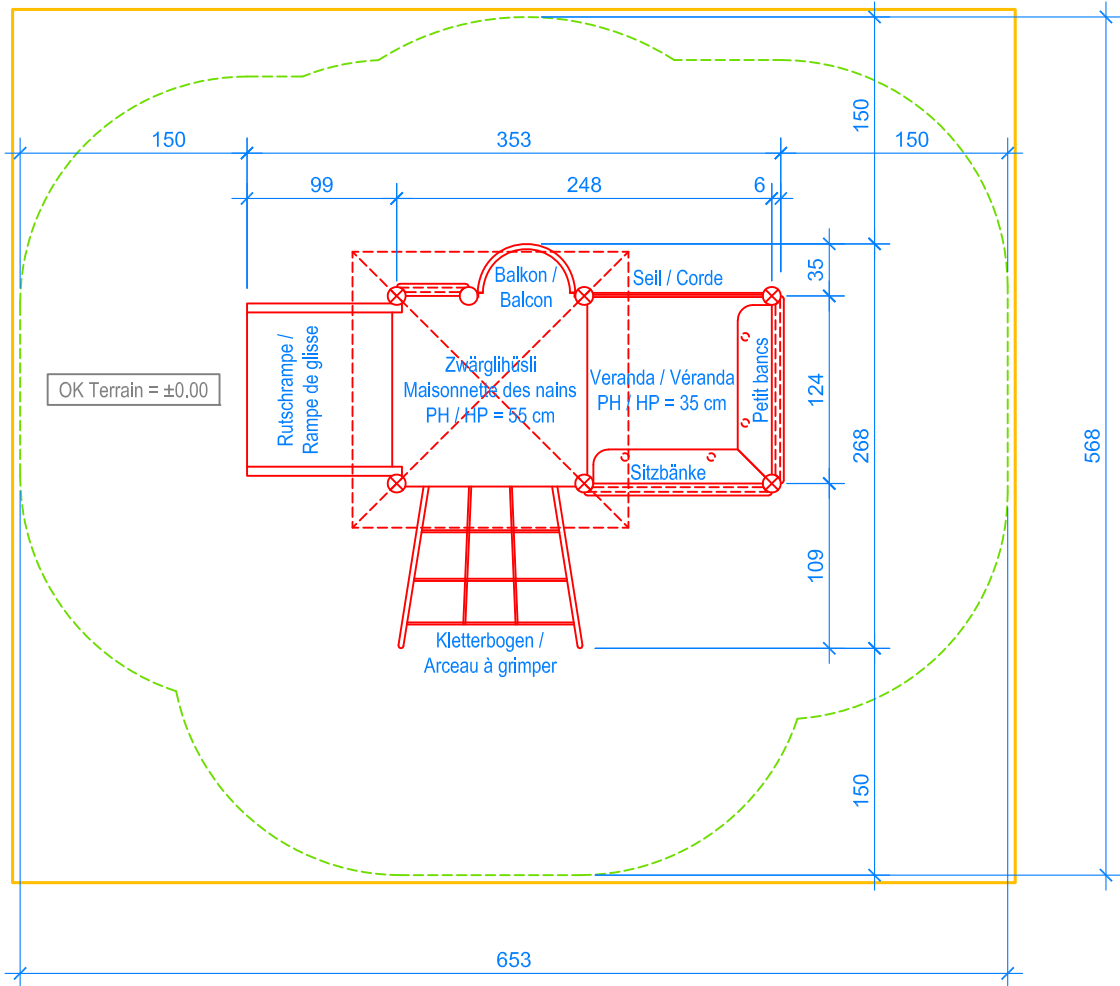 150
353
150
150
568
99
248
6
35
Balkon /
Balcon
Seil / Corde
Rutschrampe /
Rampe de glisse
OK Terrain = ±0.00
Zwärglihüsli
Maisonnette des nains
PH / HP = 55 cm
Veranda / Véranda
PH / HP = 35 cm
Petit bancs
Sitzbänke
124
268
109
Kletterbogen /
Arceau à grimper
150
653